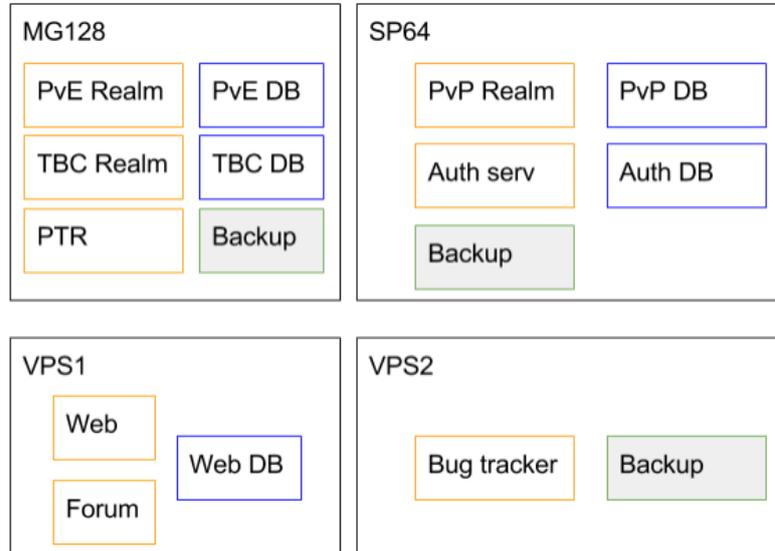 MG128
PvE Realm
PvE DB
TBC Realm
TBC DB
PTR
Backup
SP64
PvP Realm
PvP DB
Auth serv
Auth DB
Backup
VPS1
Web
Web DB
Forum
VPS2
Bug tracker
Backup